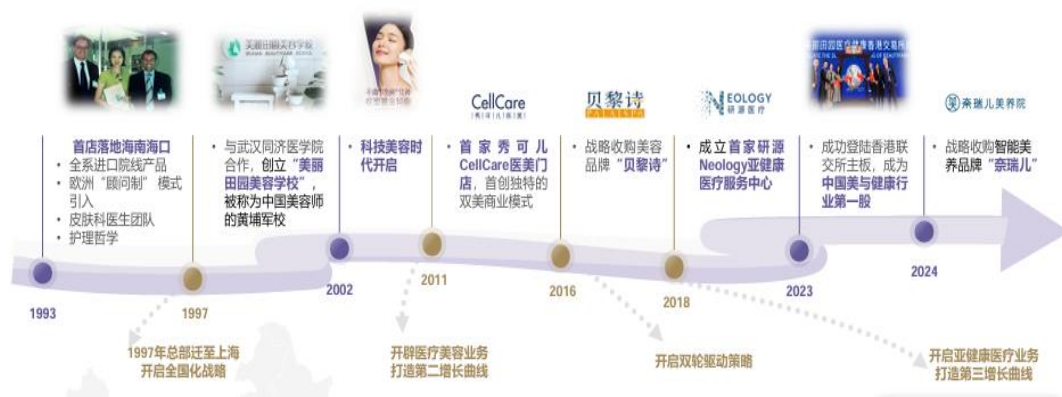 美丽田园美容学校
CellCare
贝黎诗
PALAISPA
NEOLOGY
研源医疗
奈瑞儿美养院
首店落地海南海口
• 全系进口院线产品
• 欧洲“顾问制”模式
引入
• 皮肤科医生团队
• 护理哲学
• 与武汉同济医学院
合作，创立“美丽
田园美容学校”，
被称为中国美容师
的黄埔军校
• 科技美容时
代开启
• 首家秀可儿
CellCare医美门
店，首创独特的
双美商业模式
• 战略收购美容
品牌“贝黎诗”
• 成立首家研源
Neology亚健康
医疗服务中心
• 成功登陆香港联
交所主板，成为
中国美与健康行
业第一股
• 战略收购智能美
养品牌“奈瑞儿”
1993
1997
2002
2011
2016
2018
2023
2024
1997年总部迁至上海
开启全国化战略
开辟医疗美容业务
打造第二增长曲线
开启双轮驱动策略
开启亚健康医疗业务
打造第三增长曲线